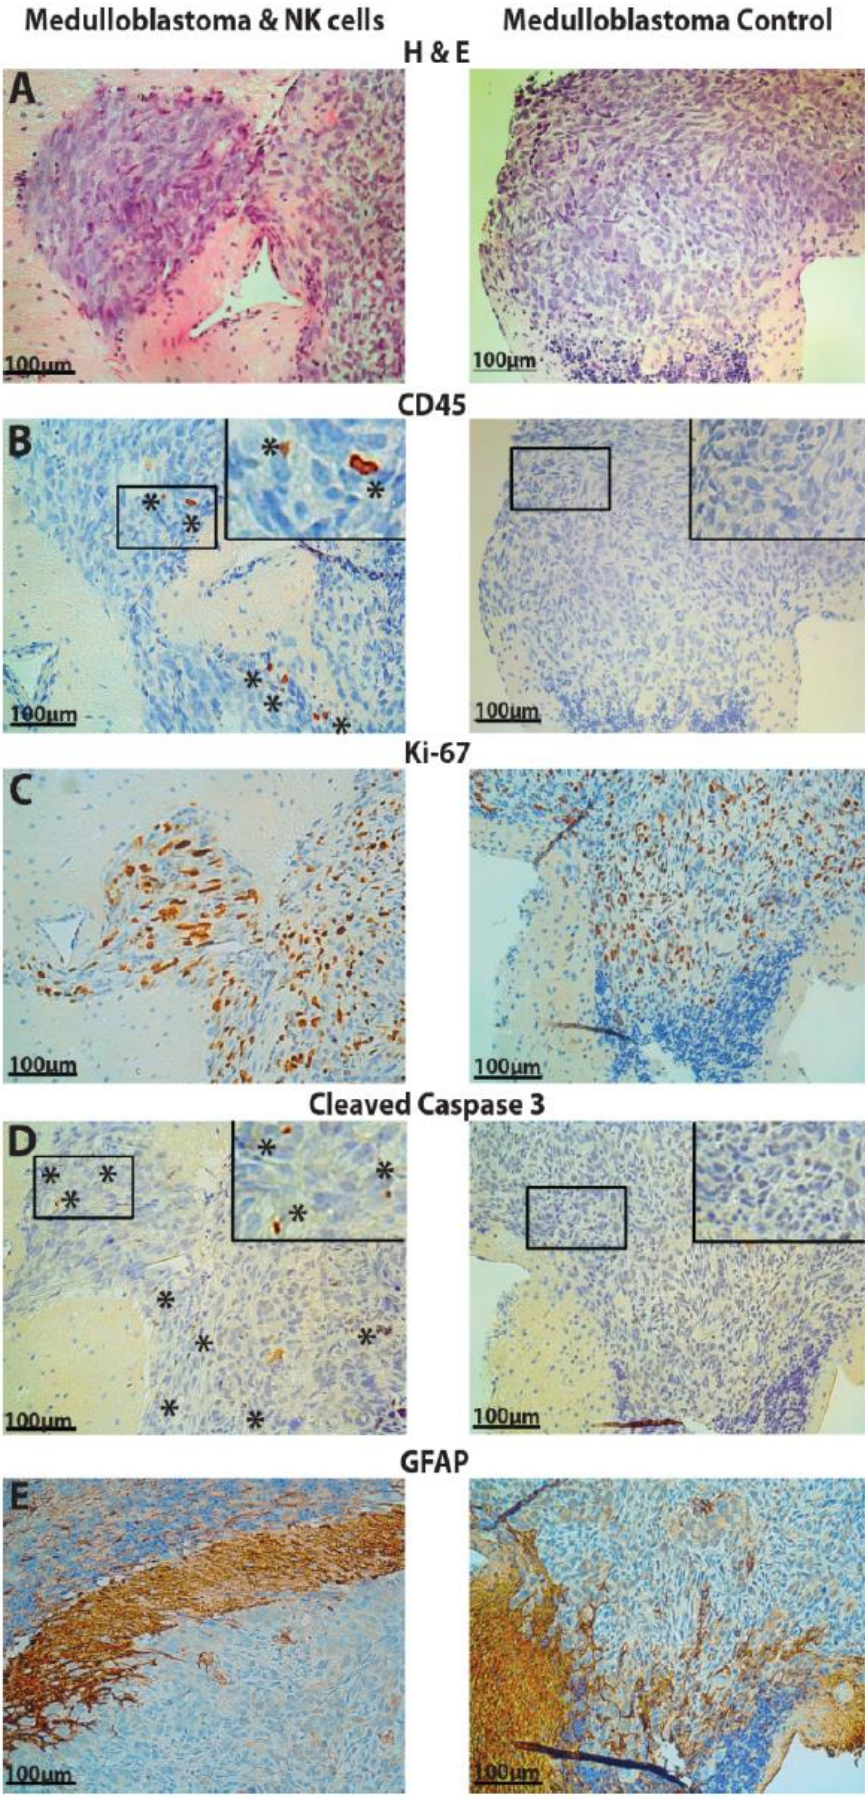 Medulloblastoma & NK cells Medulloblastoma Control
H & E
A
100µm 100µm
CD45
B
* *
* *
* * *
100µm 100µm
Ki-67
C
100µm 100µm
Cleaved Caspase 3
D
* * * * *
* *
* * *
* *
100µm 100µm
GFAP
E
100µm 100µm